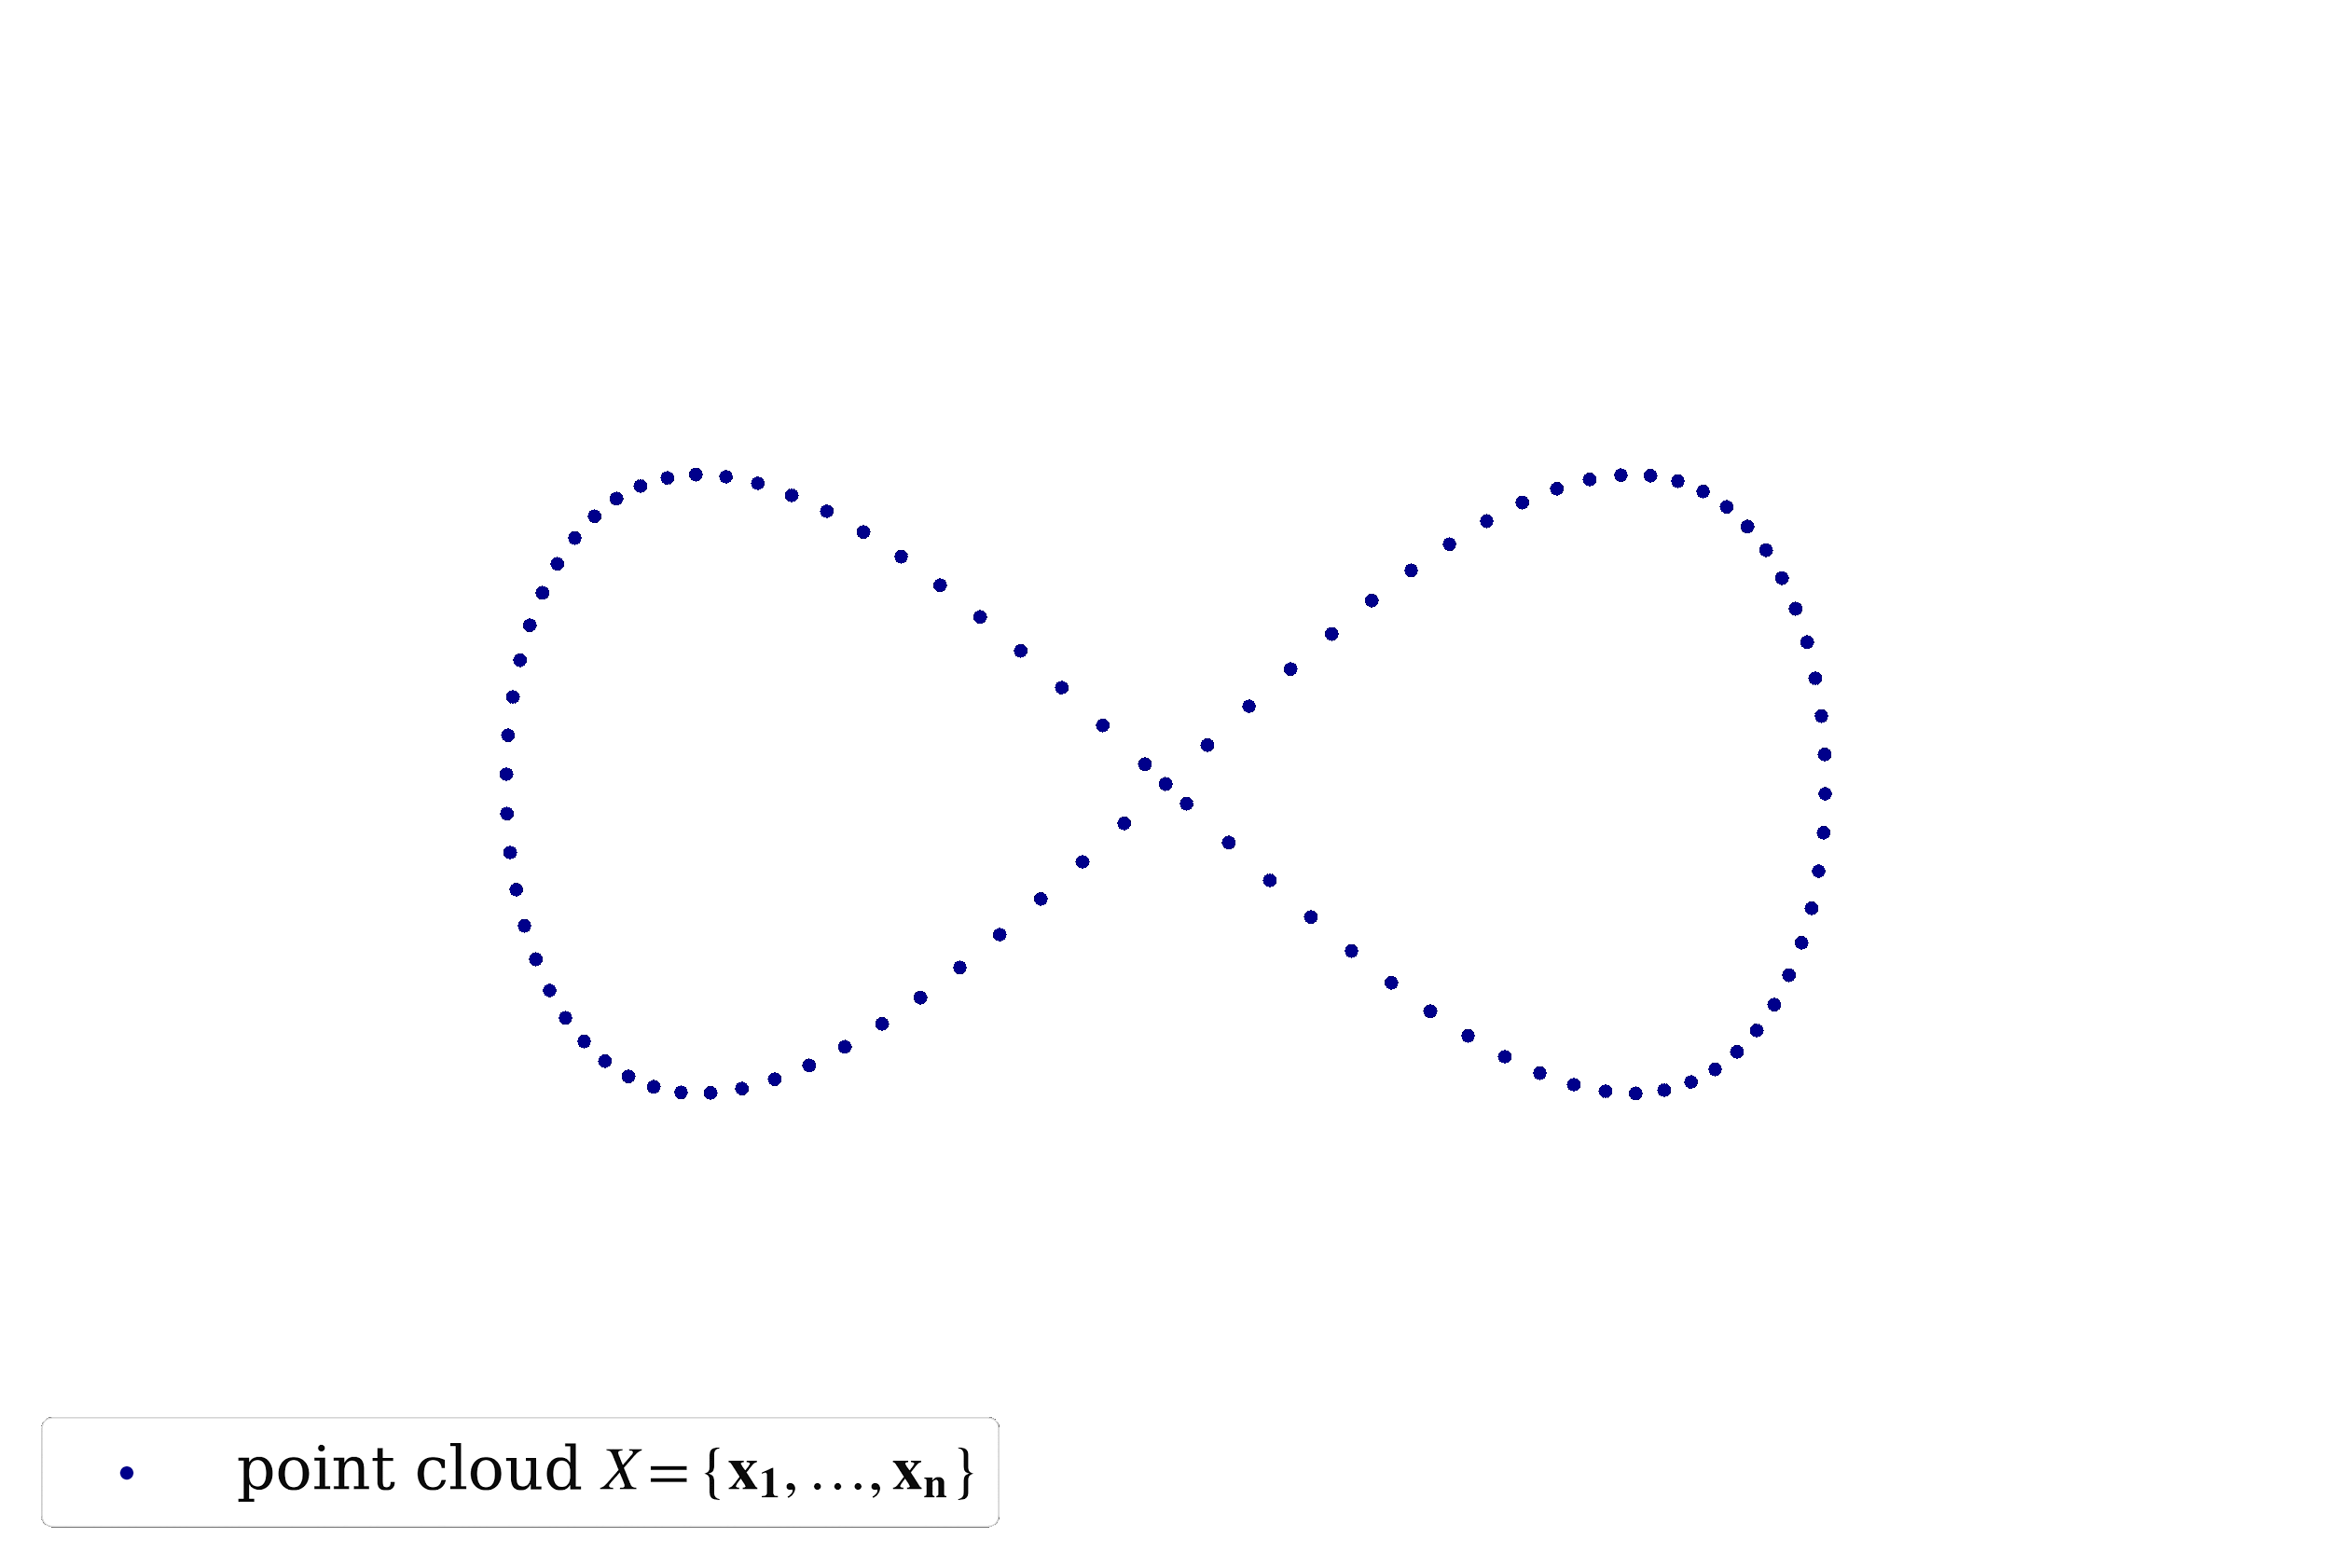 point cloud X = {x₁, ..., xₙ}